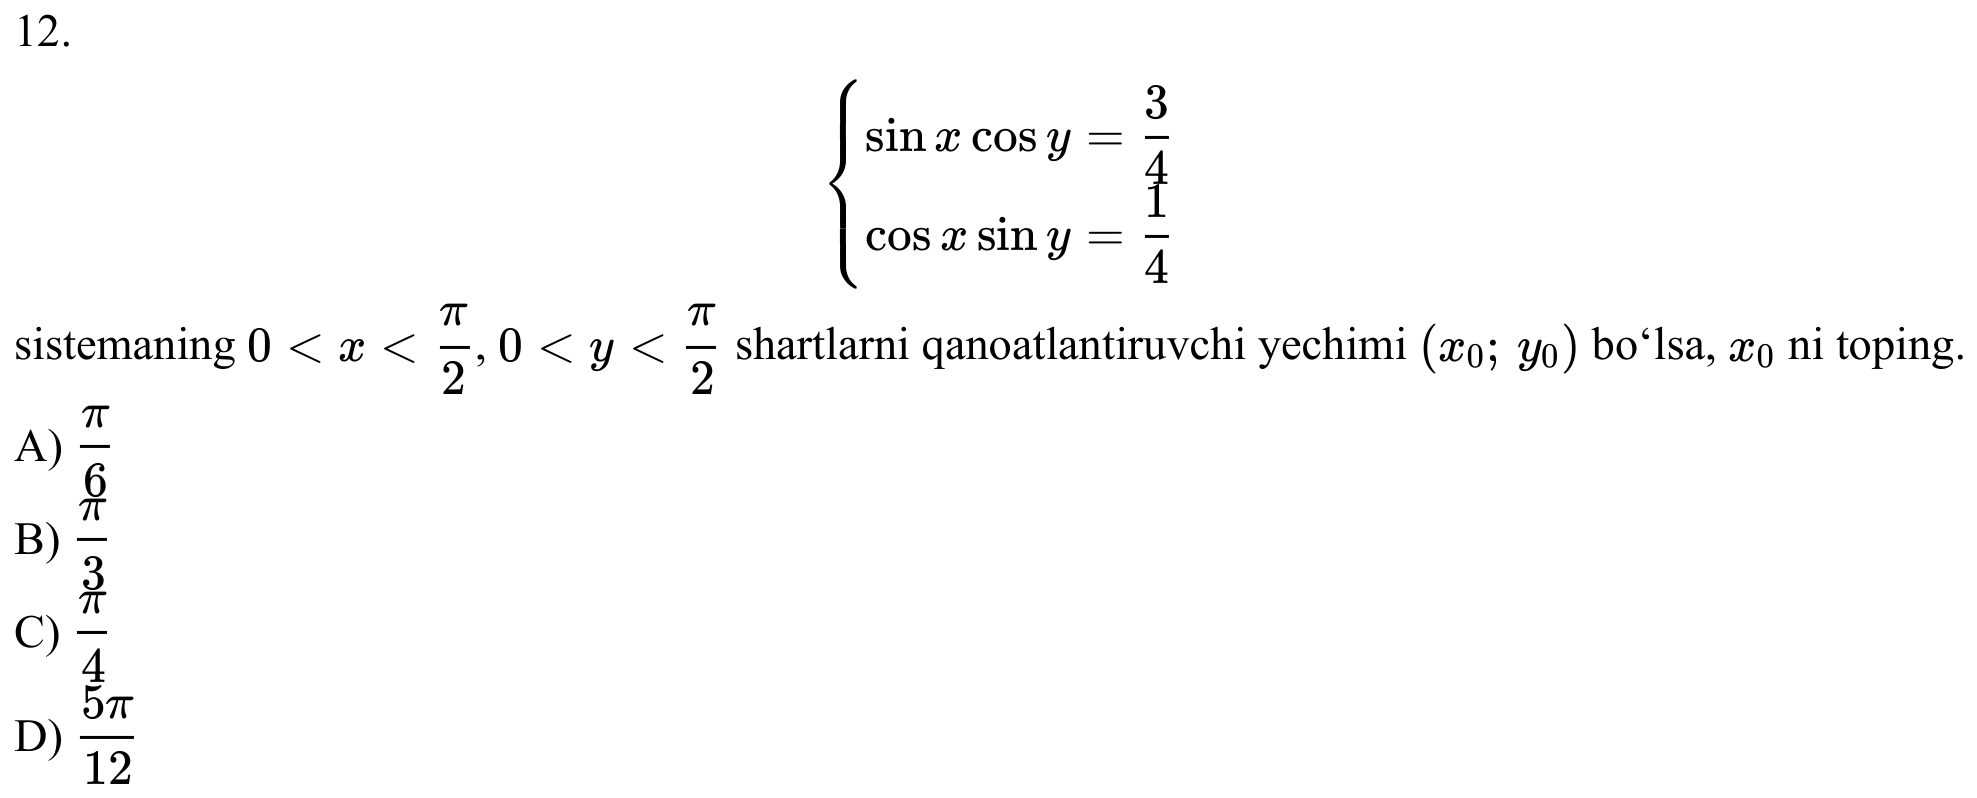 12.
sin x cos y = 3/4
cos x sin y = 1/4
sistemaning 0 < x < π/2, 0 < y < π/2 shartlarni qanoatlantiruvchi yechimi (x₀; y₀) bo‘lsa, x₀ ni toping.
A) π/6
B) π/3
C) π/4
D) 5π/12